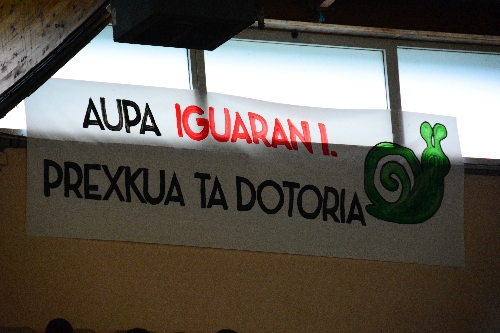 AUPA IGUARAN I.
PREXKUA TA DOTORIA